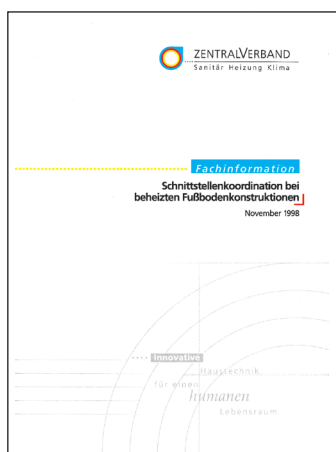 ZENTRALVERBAND
Sanitär Heizung Klima
Fachinformation
Schnittstellenkoordination bei
beheizten Fußbodenkonstruktionen
November 1998
Innovative
Haustechnik
für einen
humanen
Lebensraum